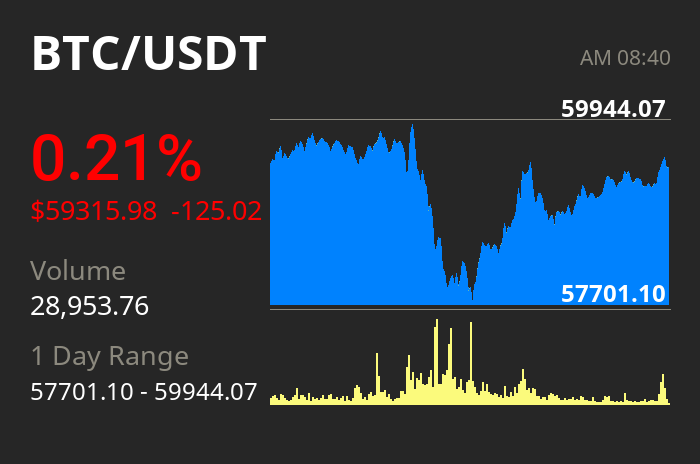 BTC/USDT
AM 08:40
59944.07
0.21%
$59315.98 -125.02
Volume
28,953.76
57701.10
1 Day Range
57701.10 - 59944.07